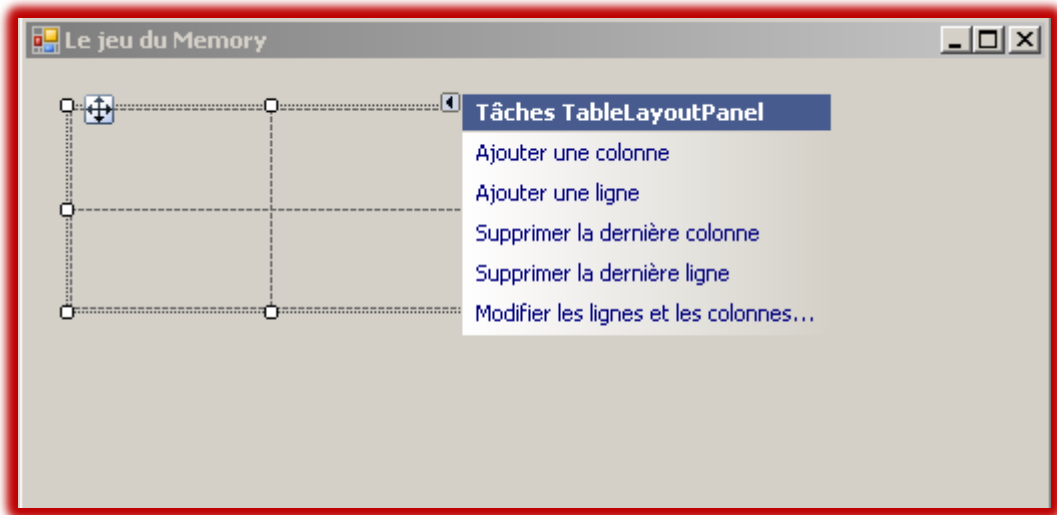 Le jeu du Memory
Tâches TableLayoutPanel
Ajouter une colonne
Ajouter une ligne
Supprimer la dernière colonne
Supprimer la dernière ligne
Modifier les lignes et les colonnes...